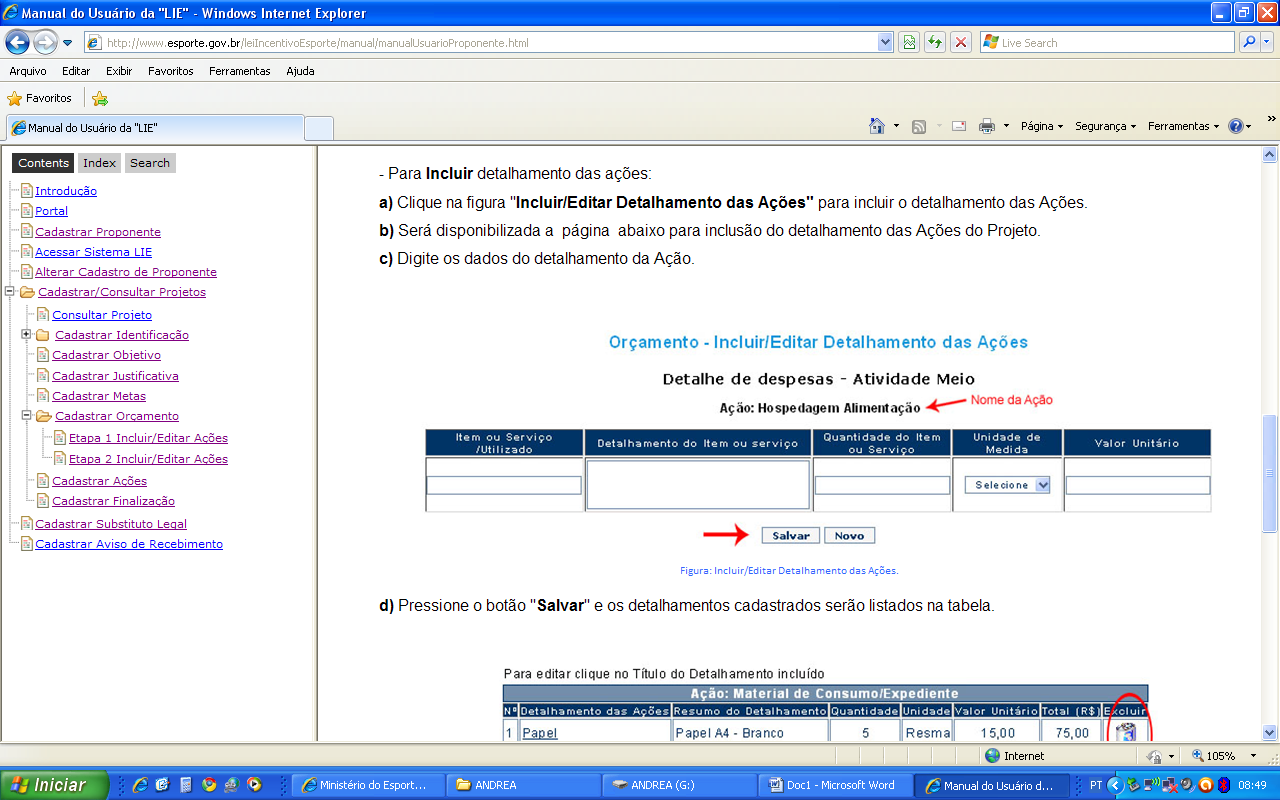 Manual do Usuário da "LIE" - Windows Internet Explorer
http://www.esporte.gov.br/leiIncentivoEsporte/manual/manualUsuarioProponente.html
Live Search
Arquivo Editar Exibir Favoritos Ferramentas Ajuda
Favoritos
Manual do Usuário da "LIE"
Página Segurança Ferramentas
Contents Index Search
Introdução
Portal
Cadastrar Proponente
Acessar Sistema LIE
Alterar Cadastro de Proponente
Cadastrar/Consultar Projetos
Consultar Projeto
Cadastrar Identificação
Cadastrar Objetivo
Cadastrar Justificativa
Cadastrar Metas
Cadastrar Orçamento
Etapa 1 Incluir/Editar Ações
Etapa 2 Incluir/Editar Ações
Cadastrar Ações
Cadastrar Finalização
Cadastrar Substituto Legal
Cadastrar Aviso de Recebimento
- Para Incluir detalhamento das ações:
a) Clique na figura "Incluir/Editar Detalhamento das Ações" para incluir o detalhamento das Ações.
b) Será disponibilizada a página abaixo para inclusão do detalhamento das Ações do Projeto.
c) Digite os dados do detalhamento da Ação.
Orçamento - Incluir/Editar Detalhamento das Ações
Detalhe de despesas - Atividade Meio
Ação: Hospedagem Alimentação
Nome da Ação
Item ou Serviço /Utilizado Detalhamento do Item ou serviço Quantidade do Item ou Serviço Unidade de Medida Valor Unitário
Selecione
Salvar Novo
Figura: Incluir/Editar Detalhamento das Ações.
d) Pressione o botão "Salvar" e os detalhamentos cadastrados serão listados na tabela.
Para editar clique no Título do Detalhamento incluído
Ação: Material de Consumo/Expediente
Nº Detalhamento das Ações Resumo do Detalhamento Quantidade Unidade Valor Unitário Total (R$) Excluir
1 Papel Papel A4 - Branco 5 Resma 15,00 75,00
Internet 105%
Iniciar Ministério do Esport... ANDREA ANDREA (G:) Doc1 - Microsoft Word Manual do Usuário d... PT 08:49